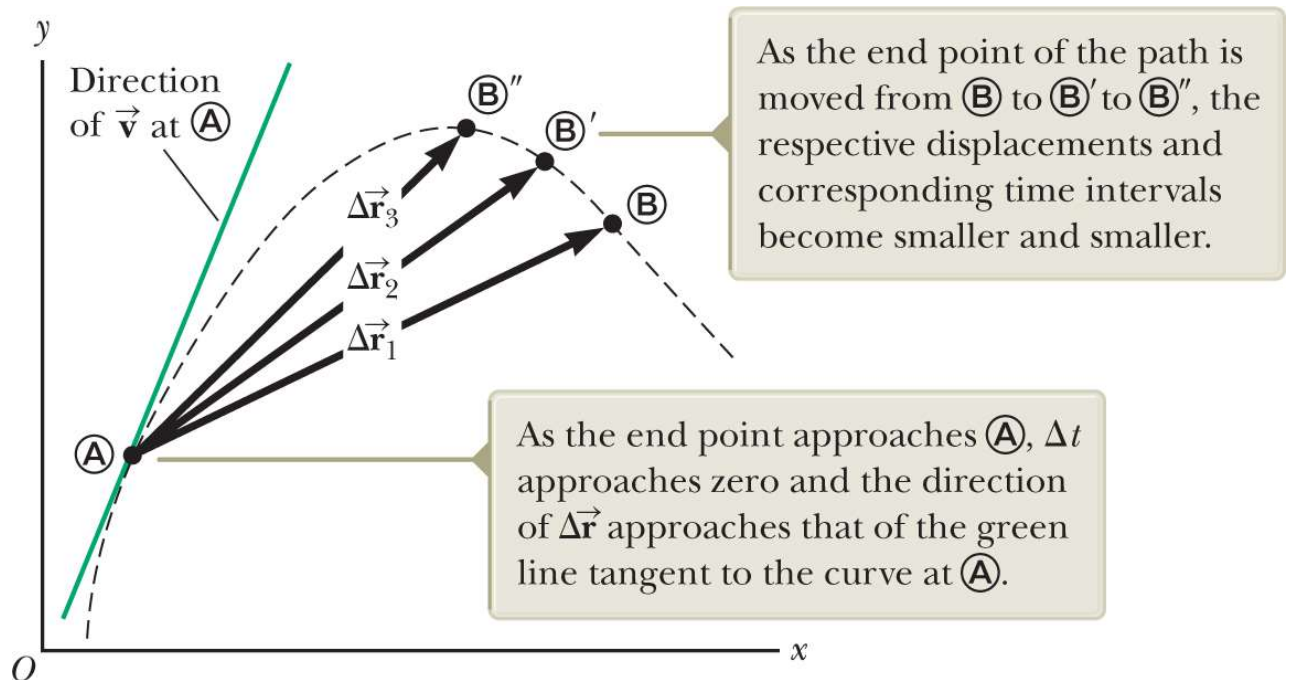 y
Direction
of v⃗ at Ⓐ
Ⓑ″
Ⓑ′
Ⓑ
Δr⃗₃
Δr⃗₂
Δr⃗₁
As the end point of the path is
moved from Ⓑ to Ⓑ′ to Ⓑ″, the
respective displacements and
corresponding time intervals
become smaller and smaller.
Ⓐ
As the end point approaches Ⓐ, Δt
approaches zero and the direction
of Δr⃗ approaches that of the green
line tangent to the curve at Ⓐ.
O
x